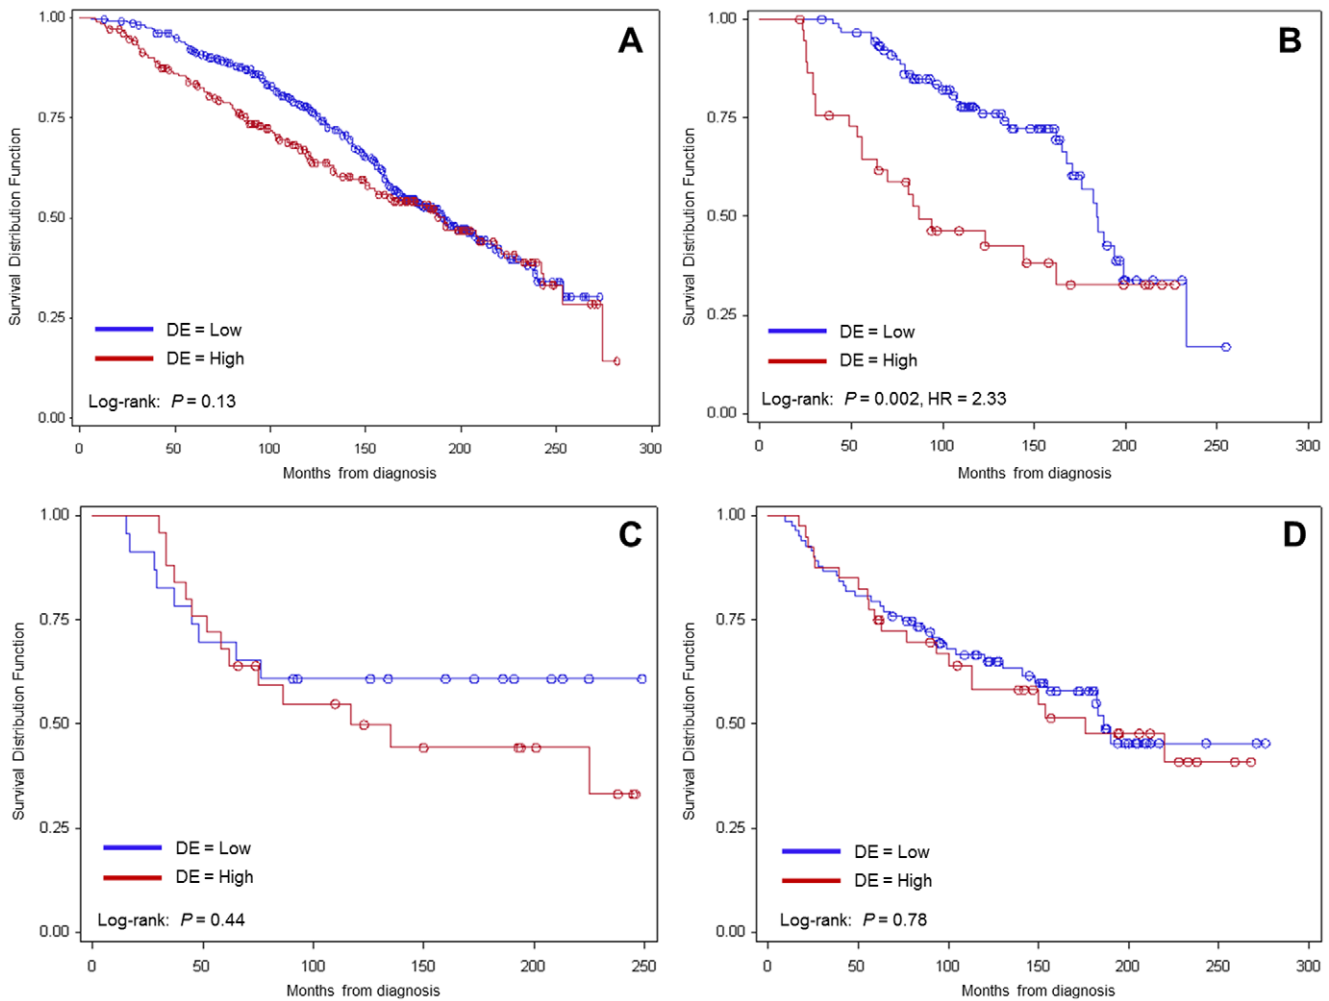 A
1.00
0.75
0.50
0.25
0.00
Survival Distribution Function
DE = Low
DE = High
Log-rank: P = 0.13
0 50 100 150 200 250 300
Months from diagnosis
B
1.00
0.75
0.50
0.25
0.00
Survival Distribution Function
DE = Low
DE = High
Log-rank: P = 0.002, HR = 2.33
0 50 100 150 200 250 300
Months from diagnosis
C
1.00
0.75
0.50
0.25
0.00
Survival Distribution Function
DE = Low
DE = High
Log-rank: P = 0.44
0 50 100 150 200 250
Months from diagnosis
D
1.00
0.75
0.50
0.25
0.00
Survival Distribution Function
DE = Low
DE = High
Log-rank: P = 0.78
0 50 100 150 200 250 300
Months from diagnosis